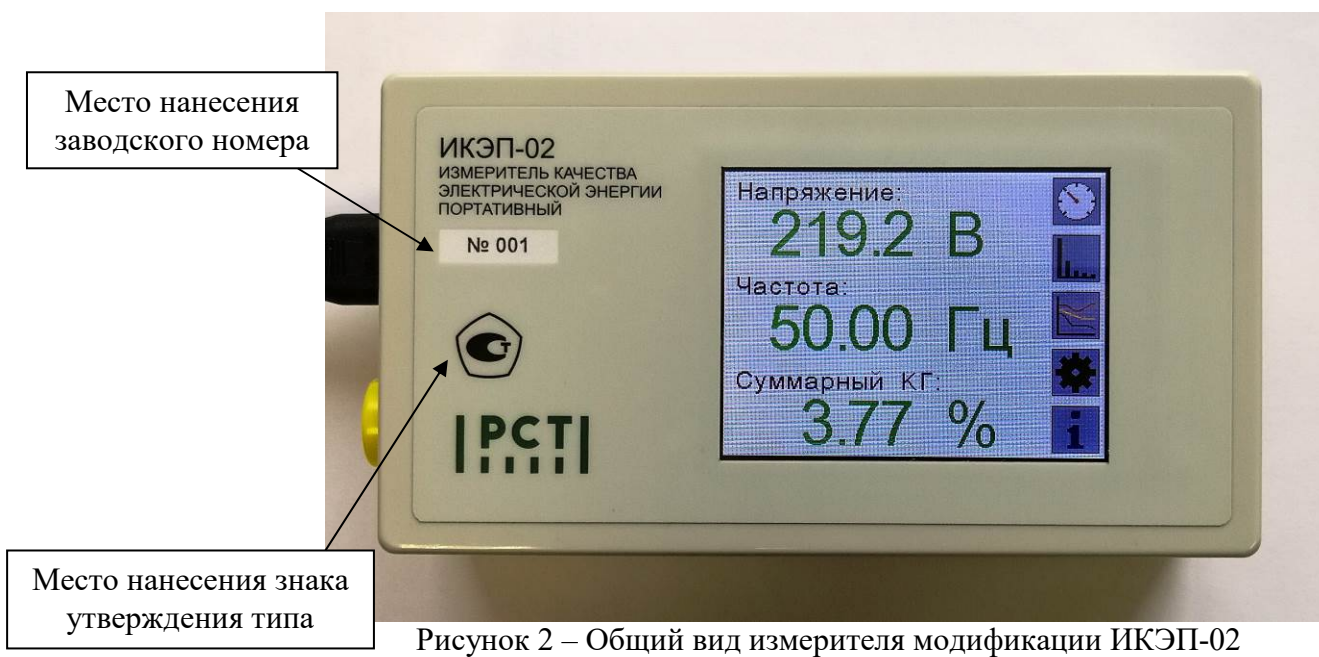 Место нанесения
заводского номера
ИКЭП-02
ИЗМЕРИТЕЛЬ КАЧЕСТВА
ЭЛЕКТРИЧЕСКОЙ ЭНЕРГИИ
ПОРТАТИВНЫЙ
№ 001
РСТ
Напряжение:
219.2 В
Частота:
50.00 Гц
Суммарный КГ:
3.77 %
i
Место нанесения знака
утверждения типа
Рисунок 2 – Общий вид измерителя модификации ИКЭП-02